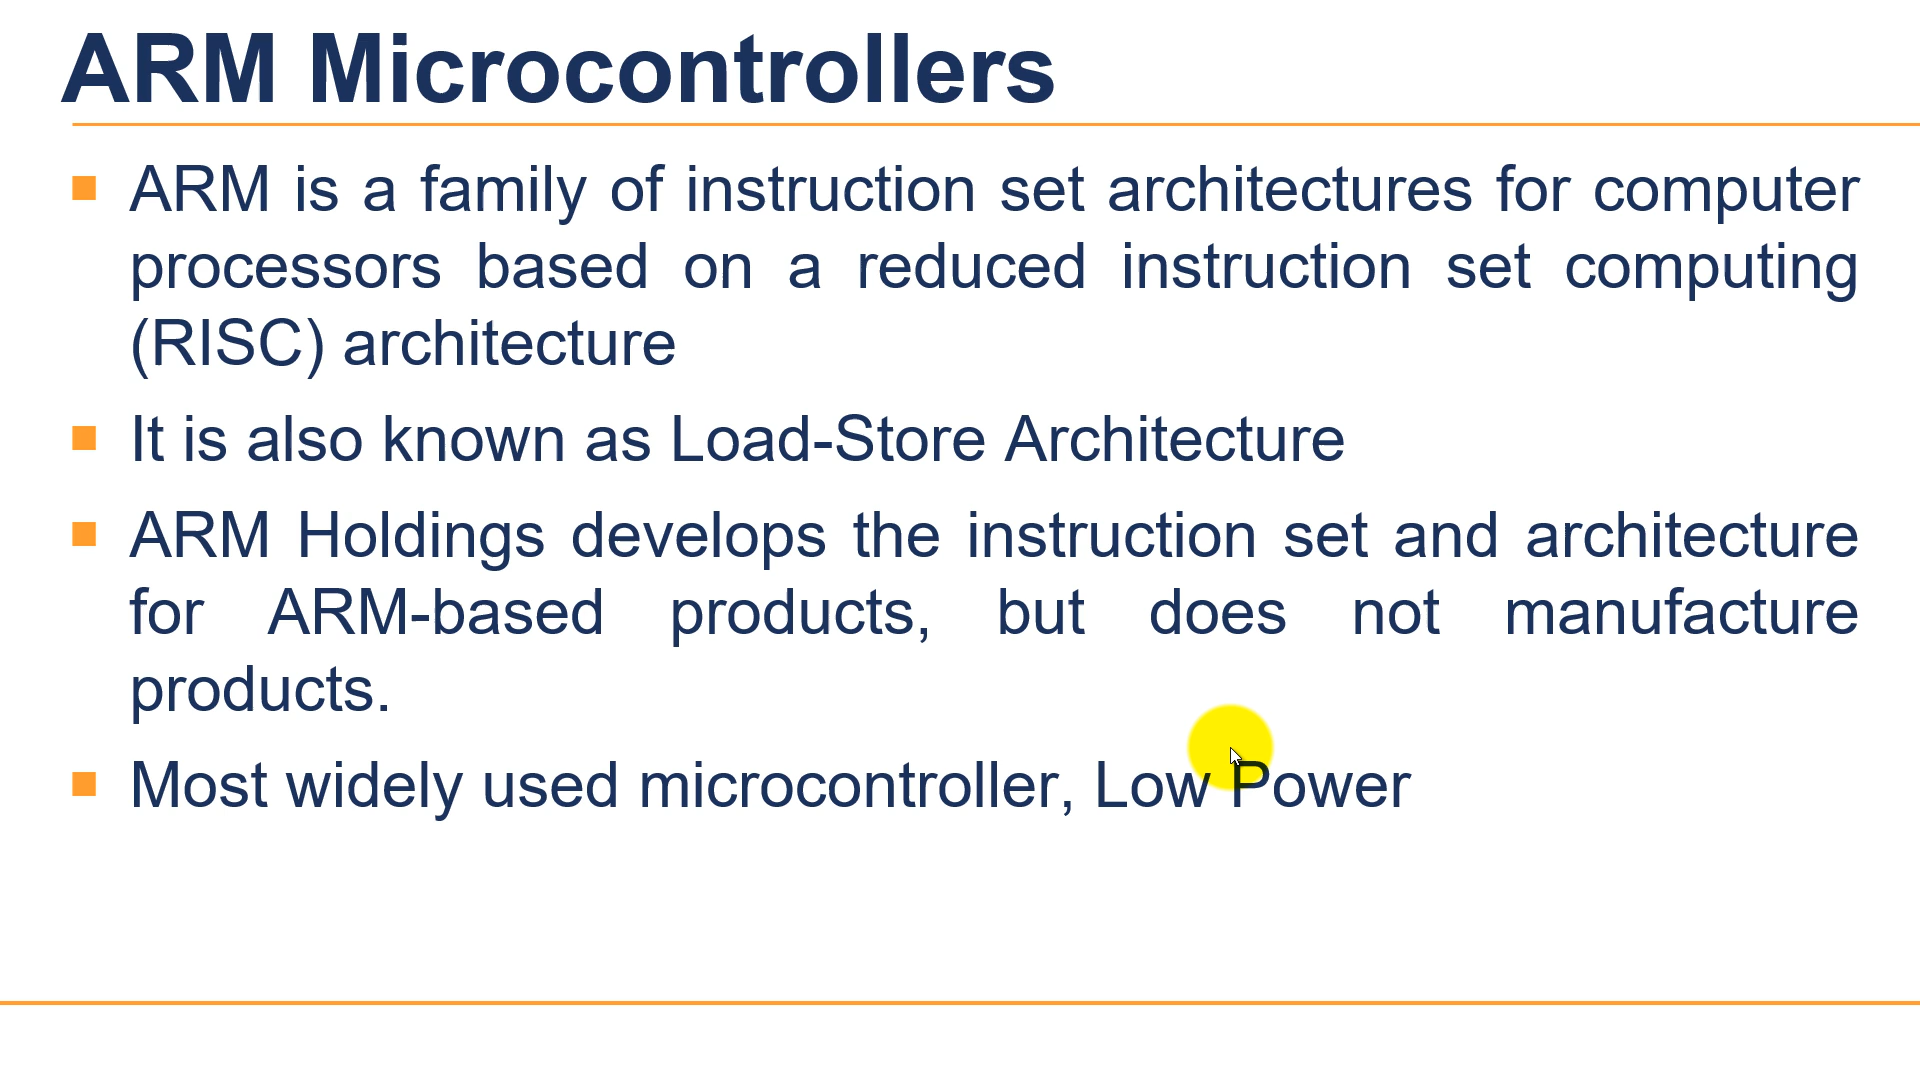 ARM Microcontrollers
ARM is a family of instruction set architectures for computer
processors based on a reduced instruction set computing
(RISC) architecture
It is also known as Load-Store Architecture
ARM Holdings develops the instruction set and architecture
for ARM-based products, but does not manufacture
products.
Most widely used microcontroller, Low Power